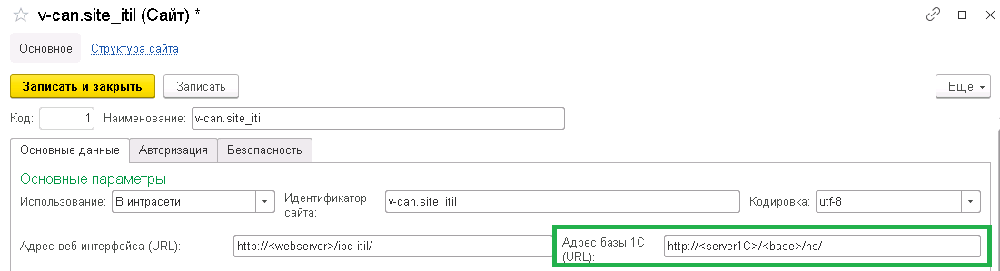 v-can.site_itil (Сайт) *
Основное Структура сайта
Записать и закрыть Записать Еще
Код: 1 Наименование: v-can.site_itil
Основные данные Авторизация Безопасность
Основные параметры
Использование: В интрасети Идентификатор сайта: v-can.site_itil Кодировка: utf-8
Адрес веб-интерфейса (URL): http://<webserver>/ipc-itil/ Адрес базы 1С (URL): http://<server1C>/<base>/hs/